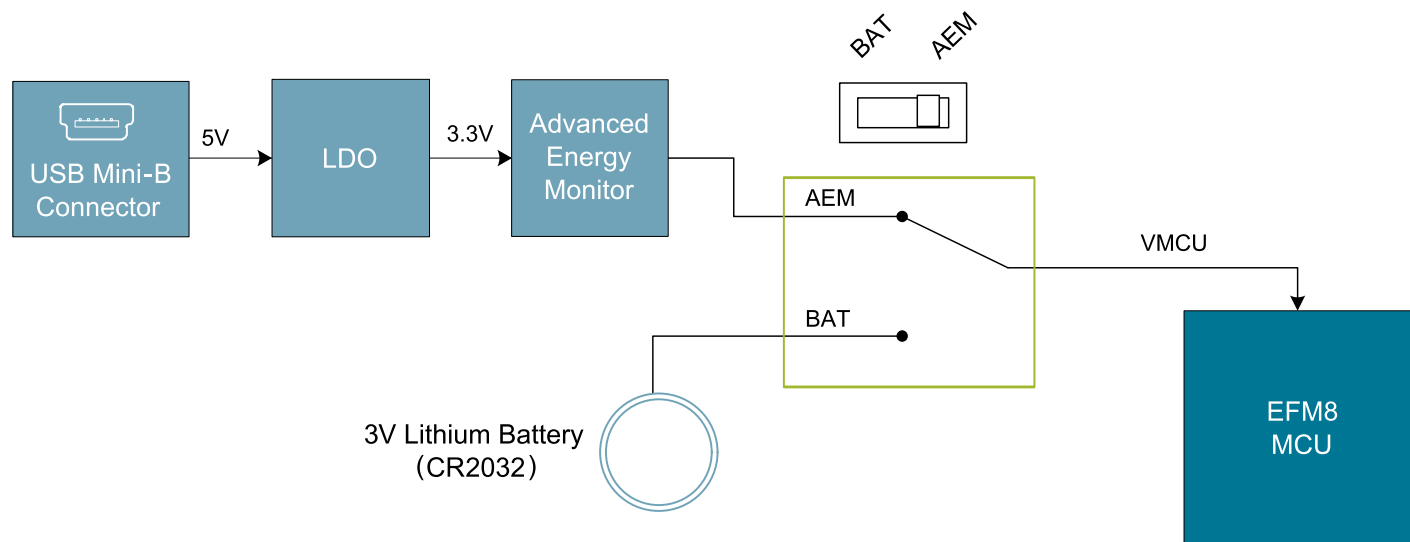 BAT
AEM
USB Mini-B
Connector
5V
LDO
3.3V
Advanced
Energy
Monitor
AEM
BAT
VMCU
3V Lithium Battery
(CR2032)
EFM8
MCU